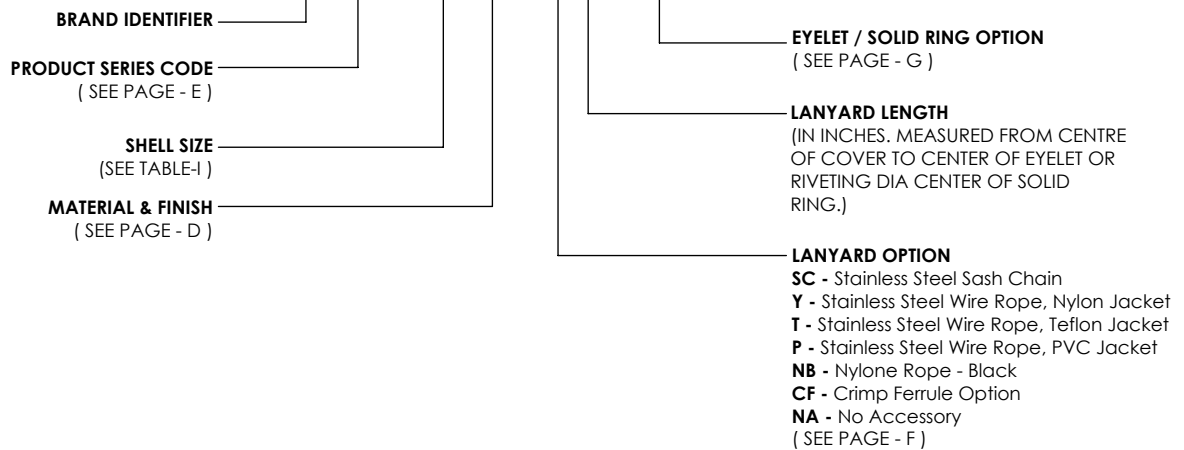 BRAND IDENTIFIER
PRODUCT SERIES CODE
( SEE PAGE - E )
SHELL SIZE
(SEE TABLE-I )
MATERIAL & FINISH
( SEE PAGE - D )
EYELET / SOLID RING OPTION
( SEE PAGE - G )
LANYARD LENGTH
(IN INCHES. MEASURED FROM CENTRE
OF COVER TO CENTER OF EYELET OR
RIVETING DIA CENTER OF SOLID
RING.)
LANYARD OPTION
SC - Stainless Steel Sash Chain
Y - Stainless Steel Wire Rope, Nylon Jacket
T - Stainless Steel Wire Rope, Teflon Jacket
P - Stainless Steel Wire Rope, PVC Jacket
NB - Nylone Rope - Black
CF - Crimp Ferrule Option
NA - No Accessory
( SEE PAGE - F )